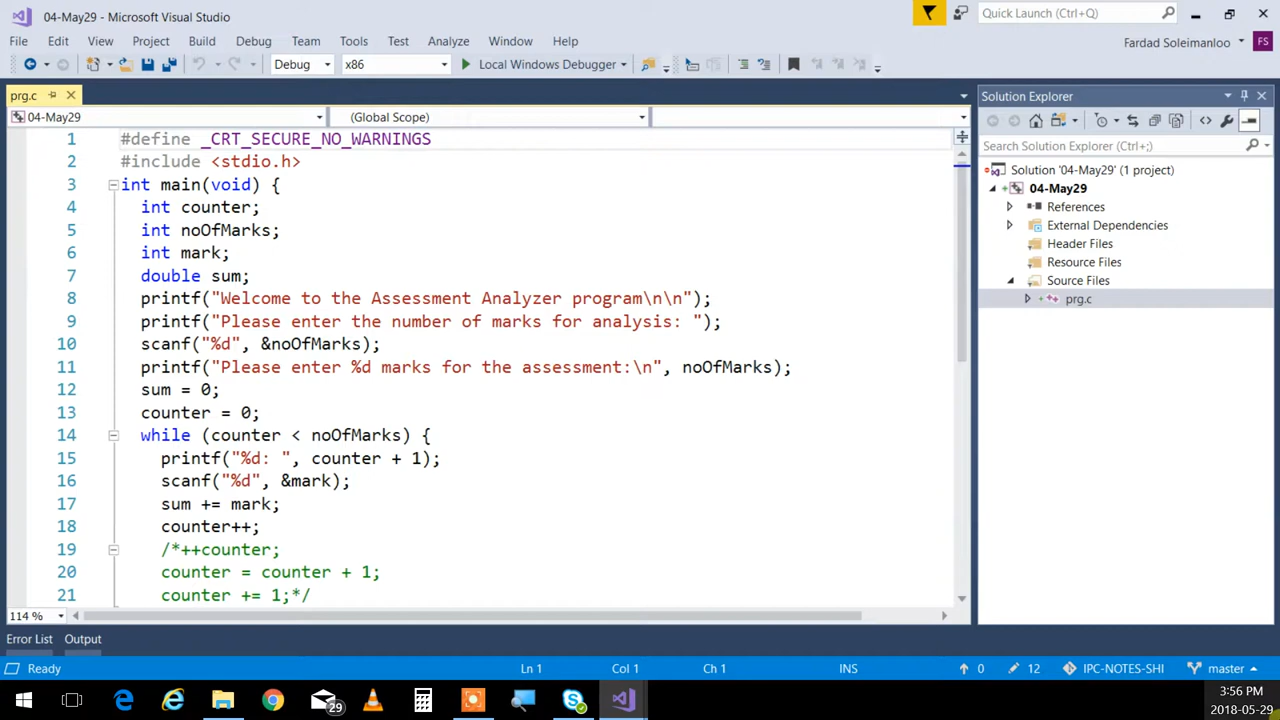 04-May29 - Microsoft Visual Studio
Quick Launch (Ctrl+Q)
File Edit View Project Build Debug Team Tools Test Analyze Window Help
Fardad Soleimanloo FS
Debug x86 Local Windows Debugger
prg.c
04-May29 (Global Scope)
1 #define _CRT_SECURE_NO_WARNINGS
2 #include <stdio.h>
3 int main(void) {
4 int counter;
5 int noOfMarks;
6 int mark;
7 double sum;
8 printf("Welcome to the Assessment Analyzer program\n\n");
9 printf("Please enter the number of marks for analysis: ");
10 scanf("%d", &noOfMarks);
11 printf("Please enter %d marks for the assessment:\n", noOfMarks);
12 sum = 0;
13 counter = 0;
14 while (counter < noOfMarks) {
15 printf("%d: ", counter + 1);
16 scanf("%d", &mark);
17 sum += mark;
18 counter++;
19 /*++counter;
20 counter = counter + 1;
21 counter += 1;*/
114 %
Solution Explorer
Search Solution Explorer (Ctrl+;)
Solution '04-May29' (1 project)
04-May29
References
External Dependencies
Header Files
Resource Files
Source Files
prg.c
Error List Output
Ready Ln 1 Col 1 Ch 1 INS 0 12 IPC-NOTES-SHI master
29
3:56 PM
2018-05-29